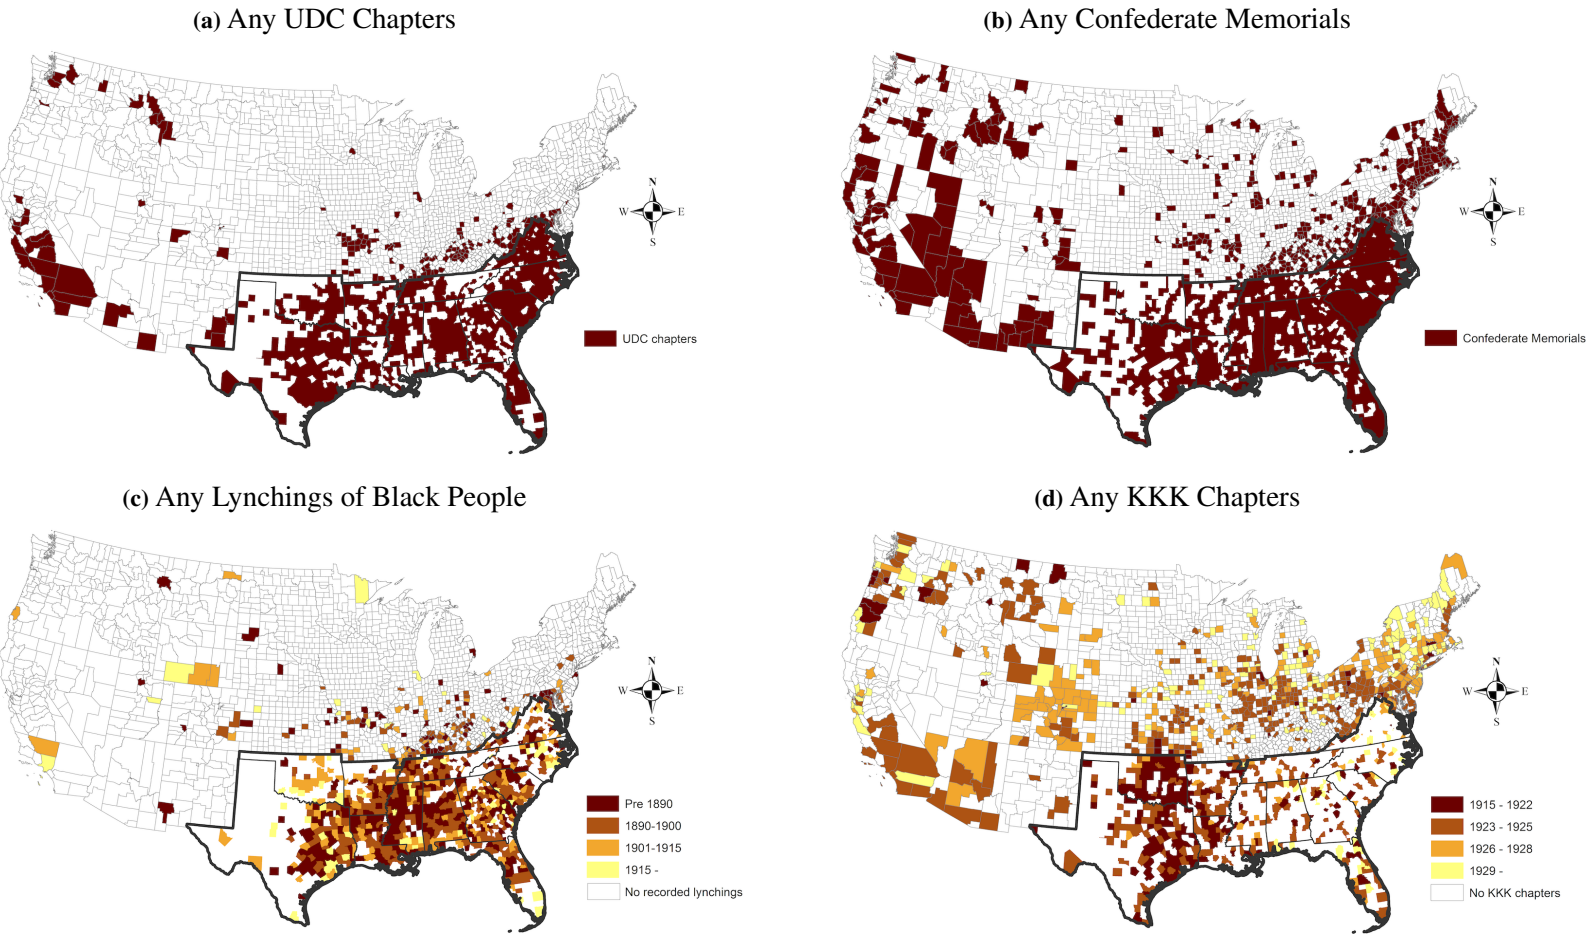 (a) Any UDC Chapters
(b) Any Confederate Memorials
N
W E
S
UDC chapters
N
W E
S
Confederate Memorials
(c) Any Lynchings of Black People
(d) Any KKK Chapters
N
W E
S
Pre 1890
1890-1900
1901-1915
1915 -
No recorded lynchings
N
W E
S
1915 - 1922
1923 - 1925
1926 - 1928
1929 -
No KKK chapters